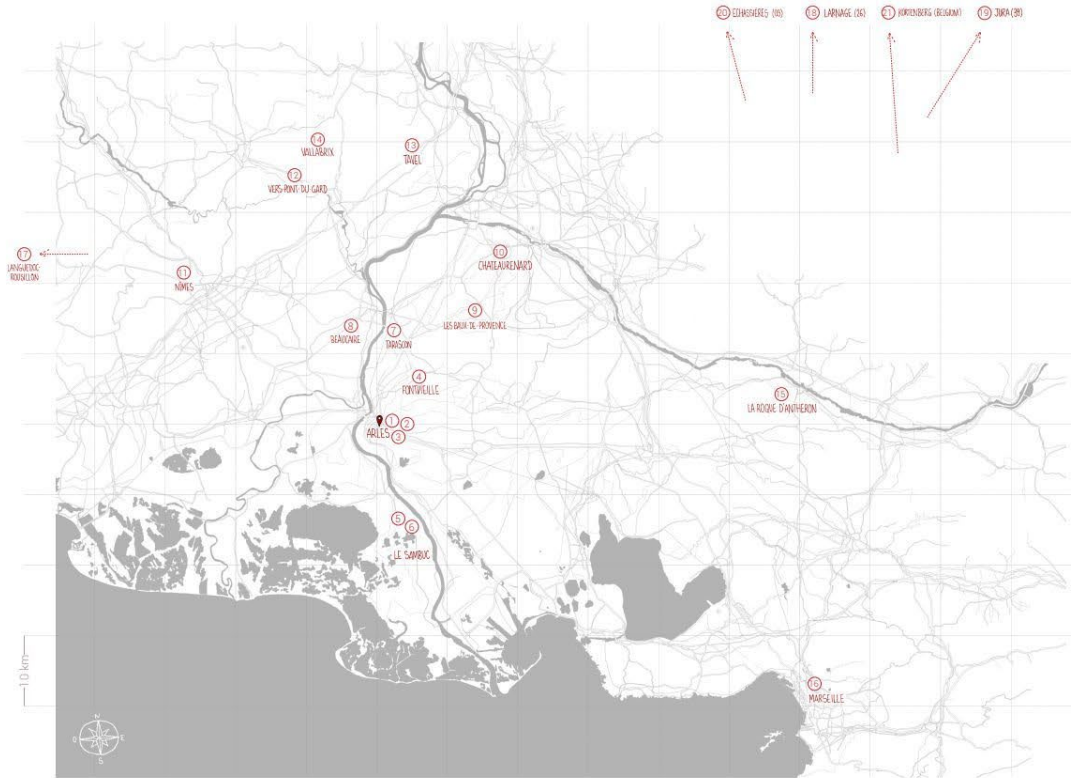 20 ECHASSIÈRES (03) 18 LARNAGE (26) 21 KORTENBERG (BELGIUM) 19 JURA (39)
14
VALLABRIX
13
TAVEL
12
VERS-PONT-DU-GARD
17
LANGUEDOC-
ROUSILLON
10
CHATEAURENARD
11
NÎMES
9
LES BAUX-DE-PROVENCE
8
BEAUCAIRE
7
TARASCON
4
FONTVIEILLE
15
LA ROQUE D'ANTHERON
1 2
ARLES 3
5 6
LE SAMBUC
10 km
16
MARSEILLE
N
O E
S